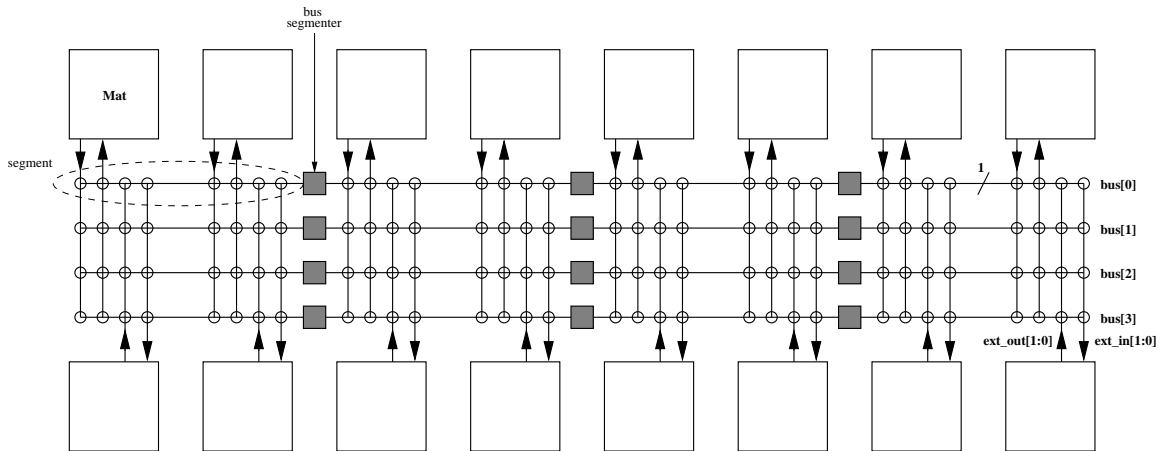 bus
segmenter
Mat
segment
1
bus[0]
bus[1]
bus[2]
bus[3]
ext_out[1:0] ext_in[1:0]